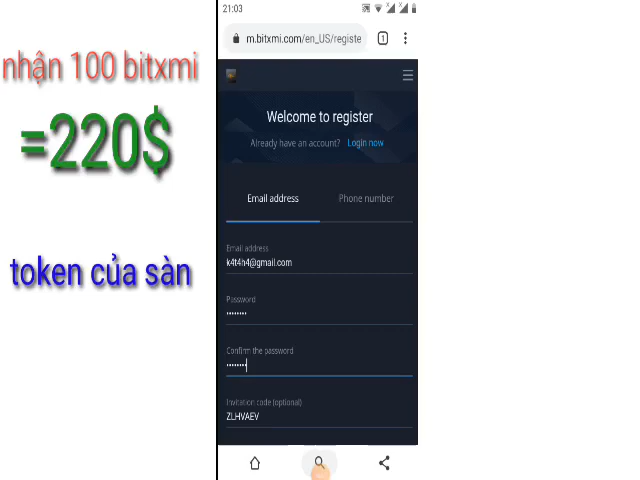 nhận 100 bitxmi
=220$
token của sàn
21:03
m.bitxmi.com/en_US/registe
1
Welcome to register
Already have an account? Login now
Email address Phone number
Email address
k4t4h4@gmail.com
Password
••••••••
Confirm the password
••••••••
Invitation code (optional)
ZLHVAEV